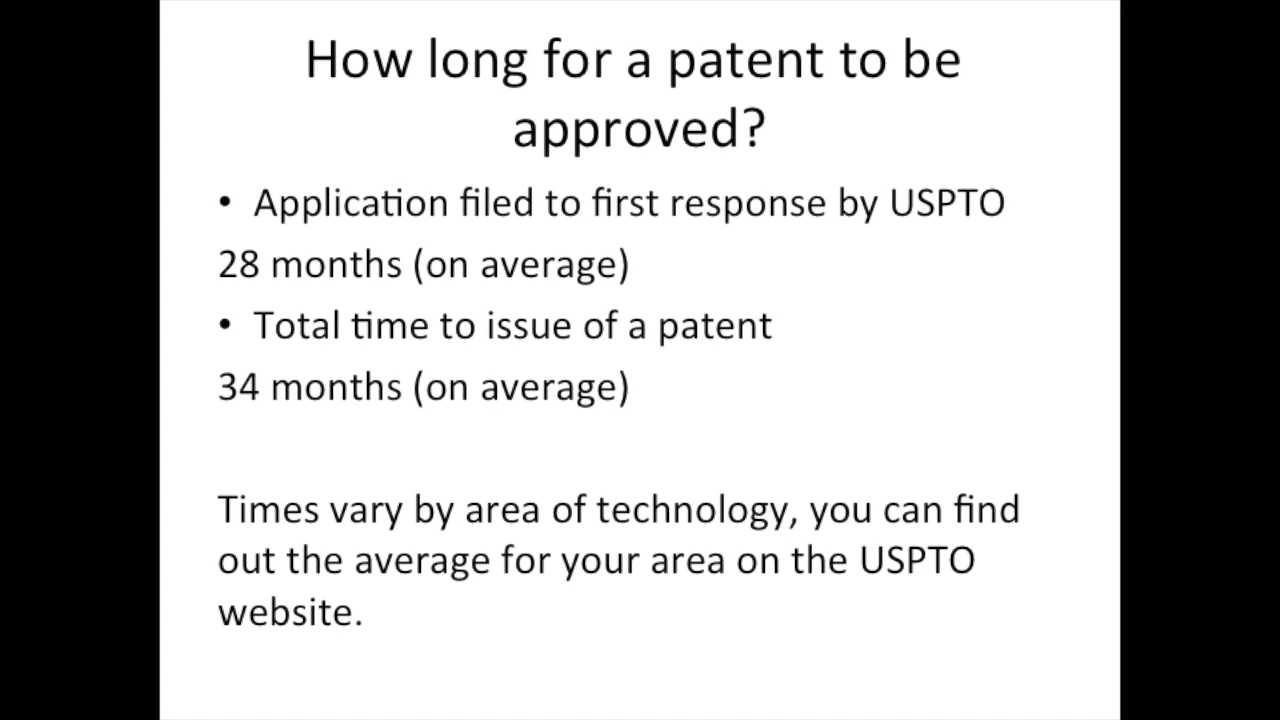 How long for a patent to be
approved?
• Application filed to first response by USPTO
28 months (on average)
• Total time to issue of a patent
34 months (on average)
Times vary by area of technology, you can find
out the average for your area on the USPTO
website.